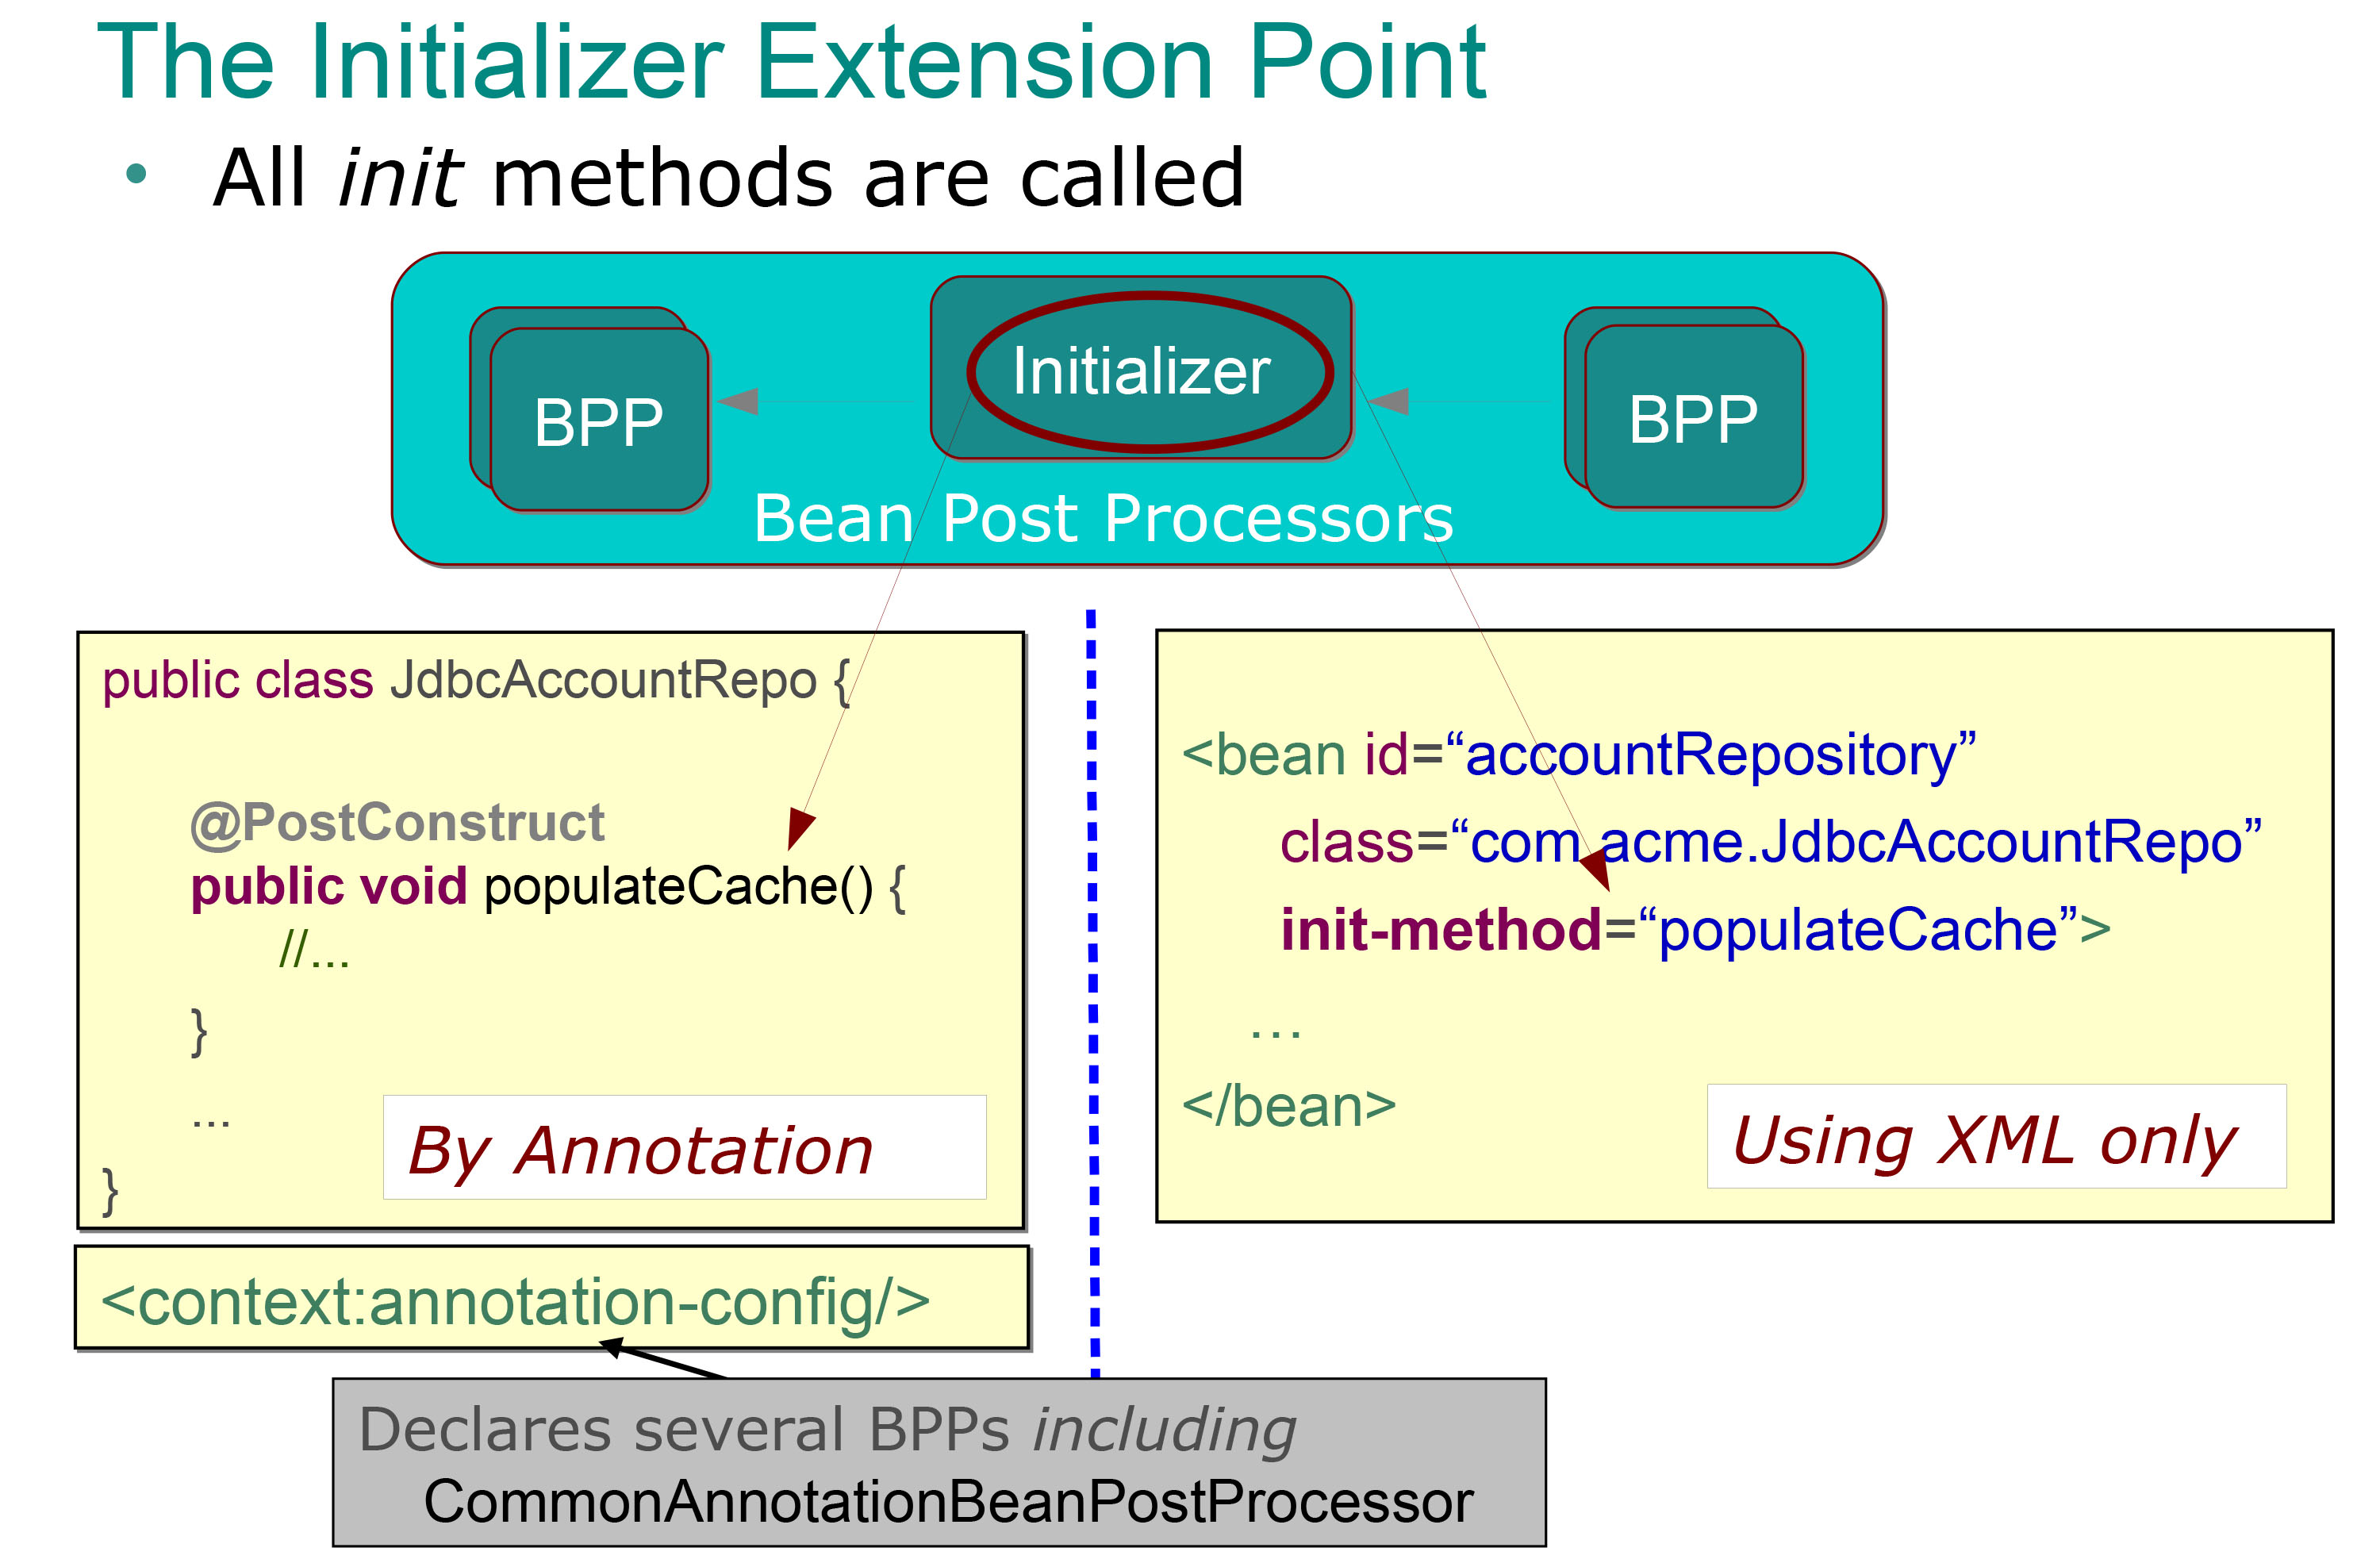 The Initializer Extension Point
• All init methods are called
BPP
Initializer
BPP
Bean Post Processors
public class JdbcAccountRepo {
@PostConstruct
public void populateCache() {
//...
}
...
}
By Annotation
<context:annotation-config/>
<bean id=“accountRepository”
class=“com.acme.JdbcAccountRepo”
init-method=“populateCache”>
…
</bean>
Using XML only
Declares several BPPs including
CommonAnnotationBeanPostProcessor